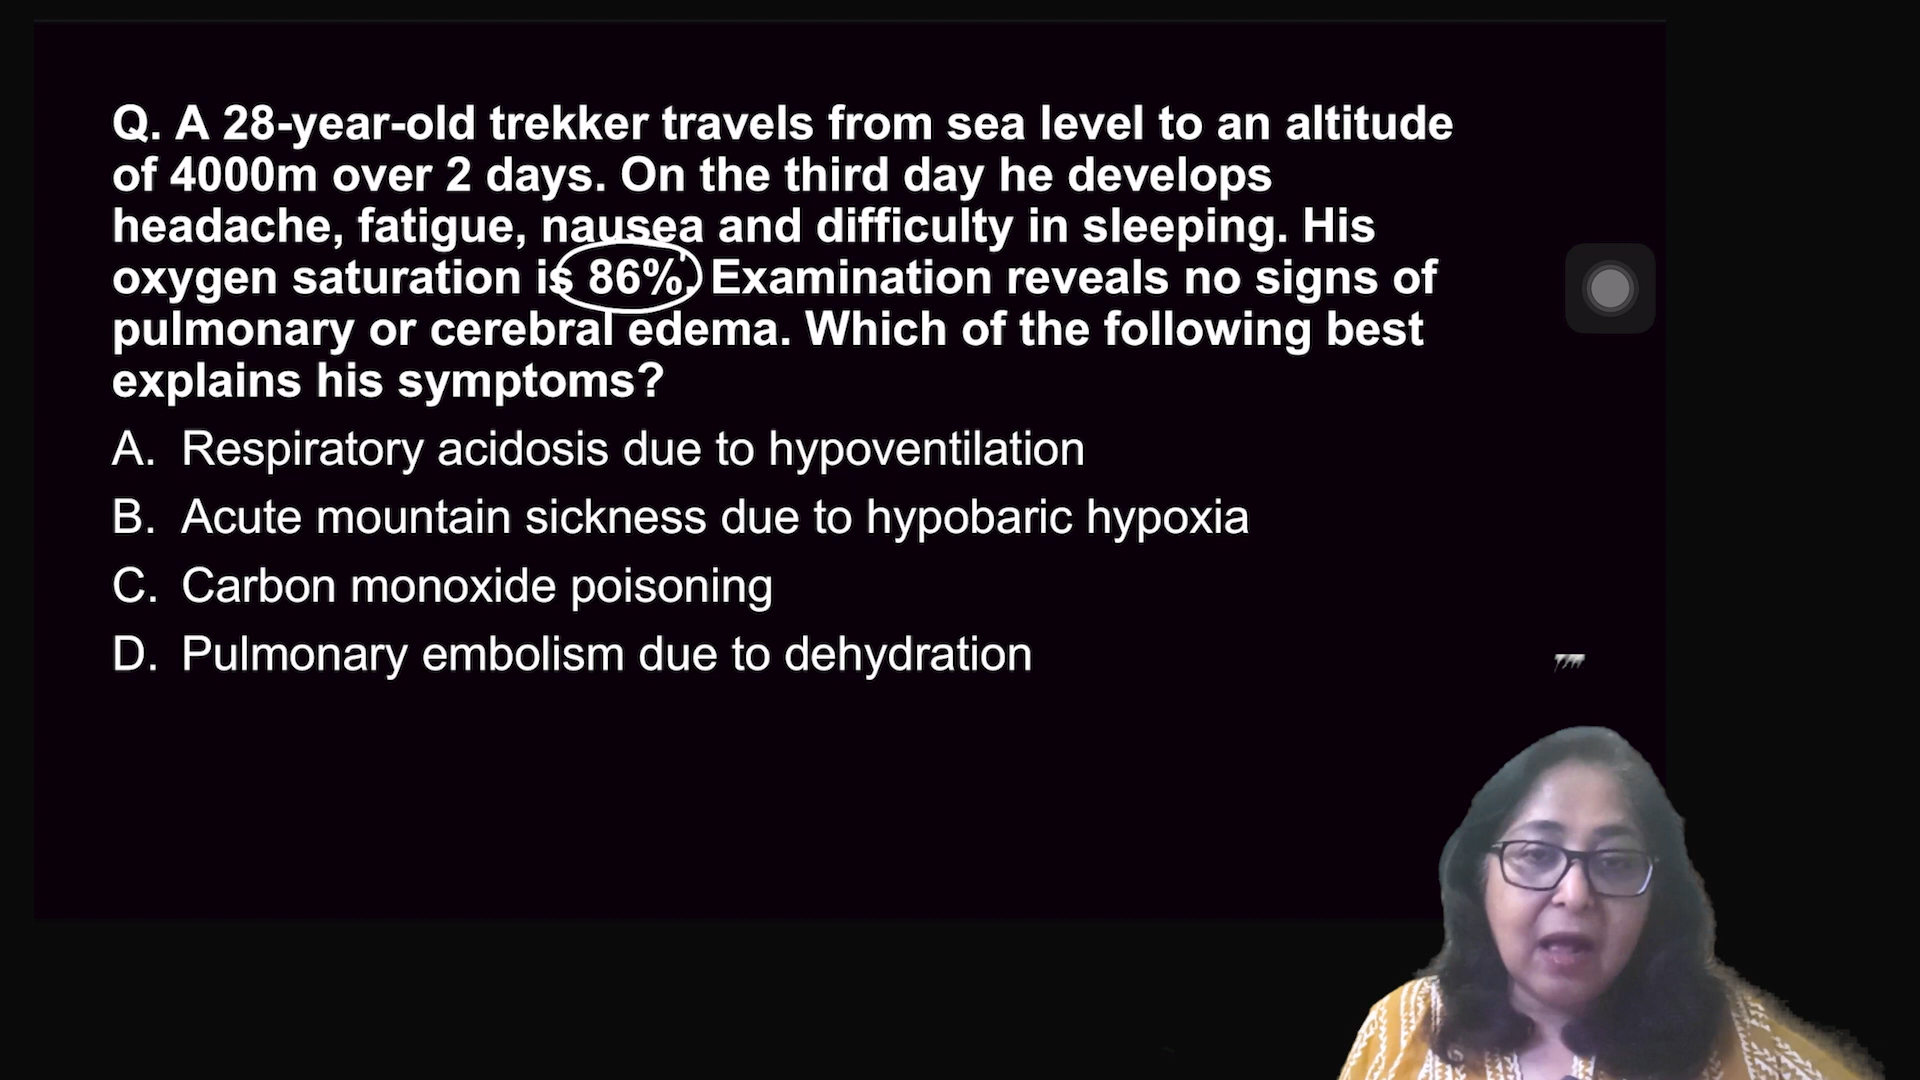 Q. A 28-year-old trekker travels from sea level to an altitude
of 4000m over 2 days. On the third day he develops
headache, fatigue, nausea and difficulty in sleeping. His
oxygen saturation is 86%. Examination reveals no signs of
pulmonary or cerebral edema. Which of the following best
explains his symptoms?
A. Respiratory acidosis due to hypoventilation
B. Acute mountain sickness due to hypobaric hypoxia
C. Carbon monoxide poisoning
D. Pulmonary embolism due to dehydration